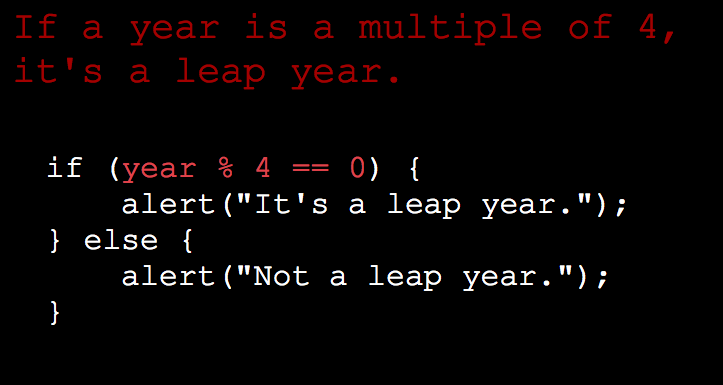 If a year is a multiple of 4,
it's a leap year.
if (year % 4 == 0) {
    alert("It's a leap year.");
} else {
    alert("Not a leap year.");
}